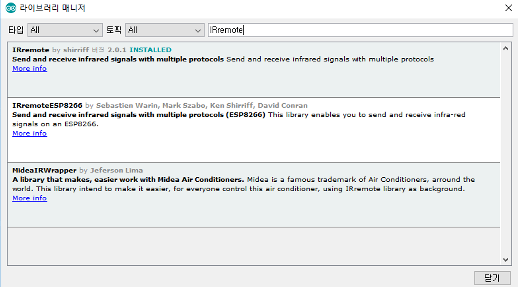 라이브러리 매니저
타입 All 토픽 All IRremote
IRremote by shirriff 버전 2.0.1 INSTALLED
Send and receive infrared signals with multiple protocols Send and receive infrared signals with multiple protocols
More info
IRremoteESP8266 by Sebastien Warin, Mark Szabo, Ken Shirriff, David Conran
Send and receive infrared signals with multiple protocols (ESP8266) This library enables you to send and receive infra-red
signals on an ESP8266.
More info
MideaIRWrapper by Jeferson Lima
A library that makes, easier work with Midea Air Conditioners. Midea is a famous trademark of Air Conditioners, arround the
world. This library intend to make it easier, for everyone control this air conditioner, using IRremote library as background.
More info
닫기